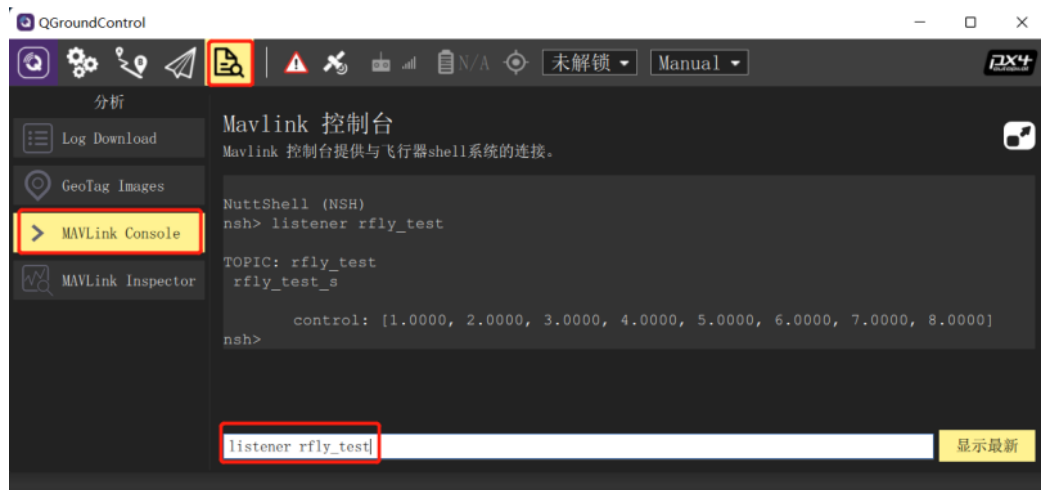 QGroundControl
N/A 未解锁 Manual
PX4 autopilot
分析
Log Download
GeoTag Images
MAVLink Console
MAVLink Inspector
Mavlink 控制台
Mavlink 控制台提供与飞行器shell系统的连接。
NuttShell (NSH)
nsh> listener rfly_test
TOPIC: rfly_test
rfly_test_s
control: [1.0000, 2.0000, 3.0000, 4.0000, 5.0000, 6.0000, 7.0000, 8.0000]
nsh>
listener rfly_test
显示最新